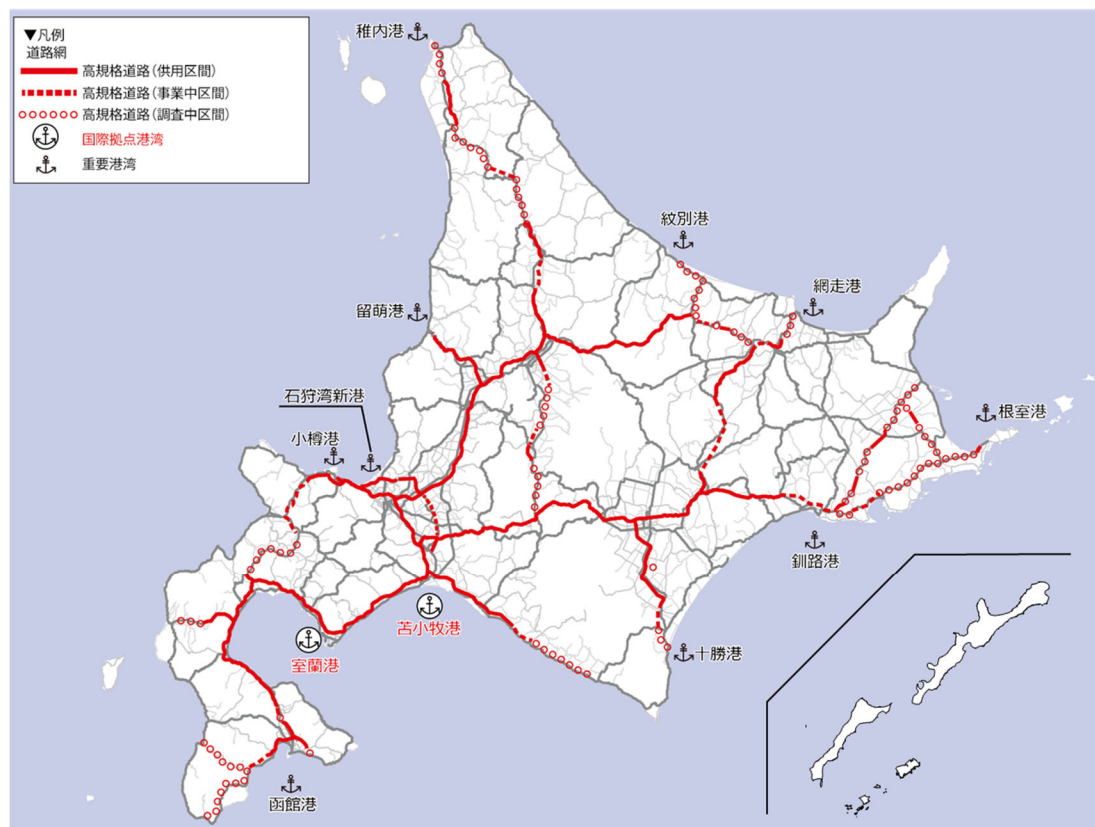 ▼凡例
道路網
高規格道路(供用区間)
高規格道路(事業中区間)
高規格道路(調査中区間)
国際拠点港湾
重要港湾
稚内港
紋別港
網走港
留萌港
石狩湾新港
根室港
小樽港
釧路港
苫小牧港
室蘭港
十勝港
函館港